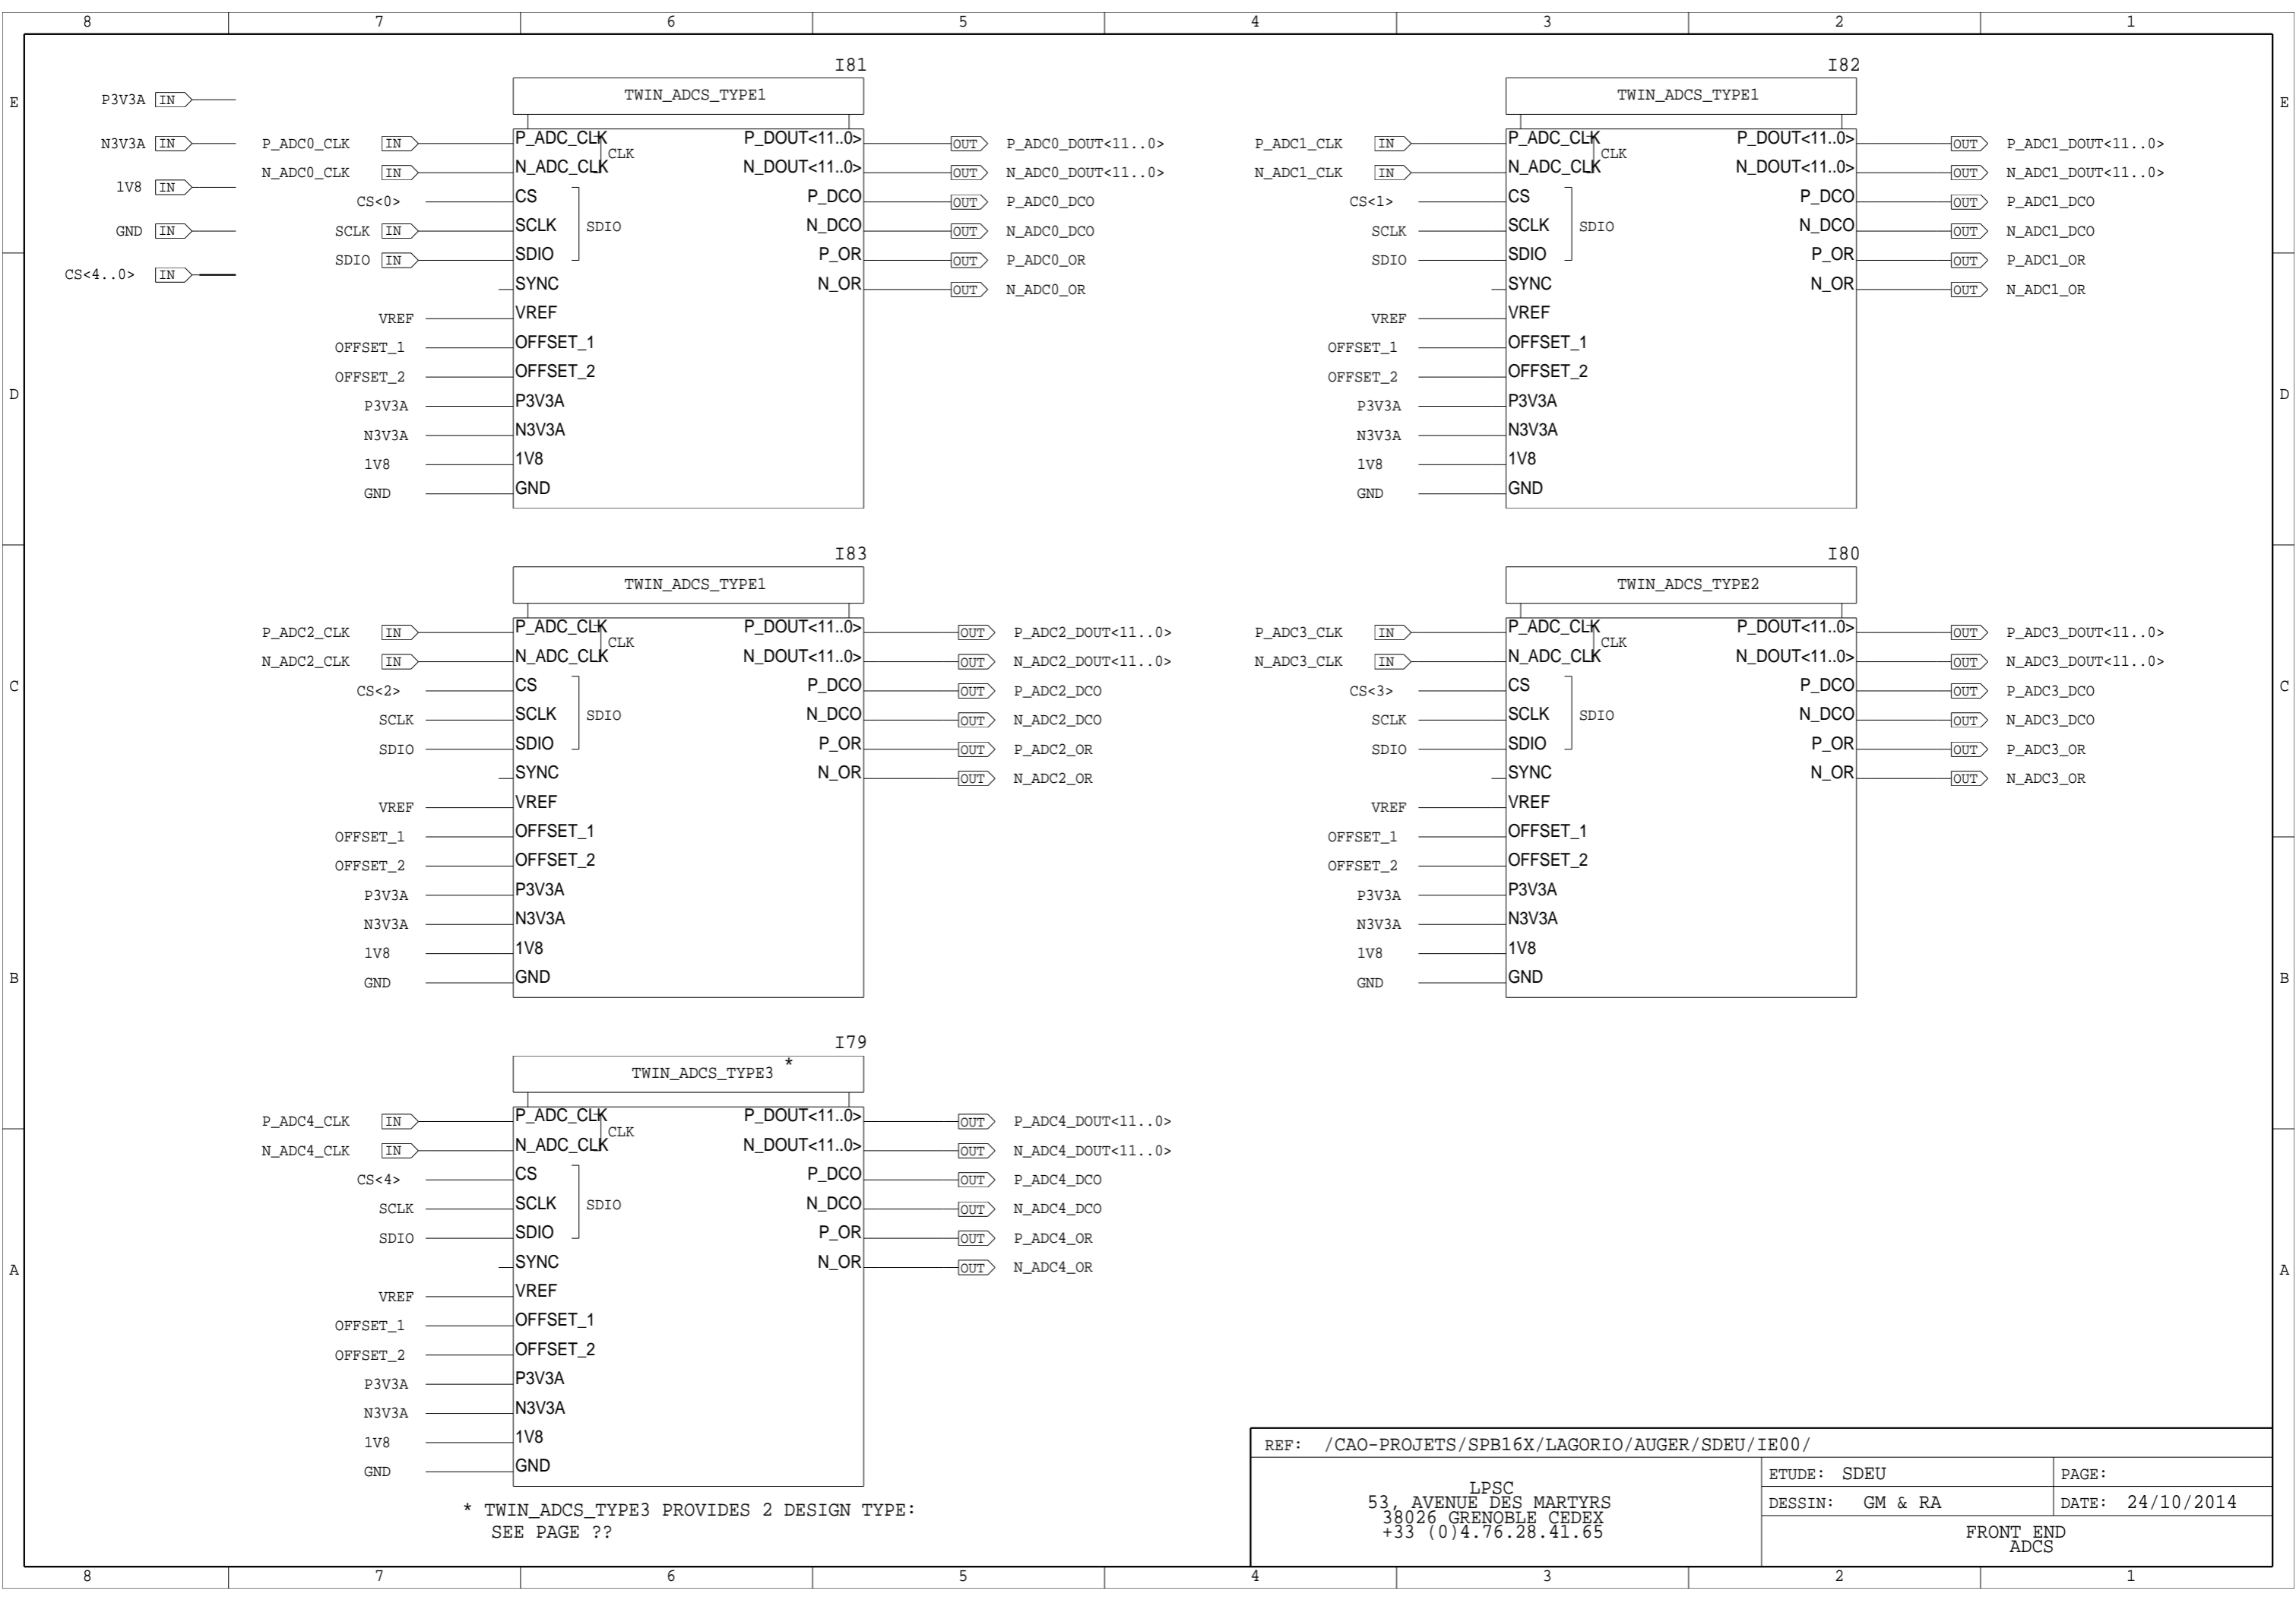 8 7 6 5 4 3 2 1
E
D
C
B
A
P3V3A IN
N3V3A IN
1V8 IN
GND IN
CS<4..0> IN
I81
TWIN_ADCS_TYPE1
P_ADC0_CLK IN P_ADC_CLK P_DOUT<11..0> OUT P_ADC0_DOUT<11..0>
CLK
N_ADC0_CLK IN N_ADC_CLK N_DOUT<11..0> OUT N_ADC0_DOUT<11..0>
CS<0> CS P_DCO OUT P_ADC0_DCO
SCLK IN SCLK SDIO N_DCO OUT N_ADC0_DCO
SDIO IN SDIO P_OR OUT P_ADC0_OR
SYNC N_OR OUT N_ADC0_OR
VREF VREF
OFFSET_1 OFFSET_1
OFFSET_2 OFFSET_2
P3V3A P3V3A
N3V3A N3V3A
1V8 1V8
GND GND
I82
TWIN_ADCS_TYPE1
P_ADC1_CLK IN P_ADC_CLK P_DOUT<11..0> OUT P_ADC1_DOUT<11..0>
CLK
N_ADC1_CLK IN N_ADC_CLK N_DOUT<11..0> OUT N_ADC1_DOUT<11..0>
CS<1> CS P_DCO OUT P_ADC1_DCO
SCLK SCLK SDIO N_DCO OUT N_ADC1_DCO
SDIO SDIO P_OR OUT P_ADC1_OR
SYNC N_OR OUT N_ADC1_OR
VREF VREF
OFFSET_1 OFFSET_1
OFFSET_2 OFFSET_2
P3V3A P3V3A
N3V3A N3V3A
1V8 1V8
GND GND
I83
TWIN_ADCS_TYPE1
P_ADC2_CLK IN P_ADC_CLK P_DOUT<11..0> OUT P_ADC2_DOUT<11..0>
CLK
N_ADC2_CLK IN N_ADC_CLK N_DOUT<11..0> OUT N_ADC2_DOUT<11..0>
CS<2> CS P_DCO OUT P_ADC2_DCO
SCLK SCLK SDIO N_DCO OUT N_ADC2_DCO
SDIO SDIO P_OR OUT P_ADC2_OR
SYNC N_OR OUT N_ADC2_OR
VREF VREF
OFFSET_1 OFFSET_1
OFFSET_2 OFFSET_2
P3V3A P3V3A
N3V3A N3V3A
1V8 1V8
GND GND
I80
TWIN_ADCS_TYPE2
P_ADC3_CLK IN P_ADC_CLK P_DOUT<11..0> OUT P_ADC3_DOUT<11..0>
CLK
N_ADC3_CLK IN N_ADC_CLK N_DOUT<11..0> OUT N_ADC3_DOUT<11..0>
CS<3> CS P_DCO OUT P_ADC3_DCO
SCLK SCLK SDIO N_DCO OUT N_ADC3_DCO
SDIO SDIO P_OR OUT P_ADC3_OR
SYNC N_OR OUT N_ADC3_OR
VREF VREF
OFFSET_1 OFFSET_1
OFFSET_2 OFFSET_2
P3V3A P3V3A
N3V3A N3V3A
1V8 1V8
GND GND
I79
TWIN_ADCS_TYPE3 *
P_ADC4_CLK IN P_ADC_CLK P_DOUT<11..0> OUT P_ADC4_DOUT<11..0>
CLK
N_ADC4_CLK IN N_ADC_CLK N_DOUT<11..0> OUT N_ADC4_DOUT<11..0>
CS<4> CS P_DCO OUT P_ADC4_DCO
SCLK SCLK SDIO N_DCO OUT N_ADC4_DCO
SDIO SDIO P_OR OUT P_ADC4_OR
SYNC N_OR OUT N_ADC4_OR
VREF VREF
OFFSET_1 OFFSET_1
OFFSET_2 OFFSET_2
P3V3A P3V3A
N3V3A N3V3A
1V8 1V8
GND GND
* TWIN_ADCS_TYPE3 PROVIDES 2 DESIGN TYPE:
SEE PAGE ??
REF: /CAO-PROJETS/SPB16X/LAGORIO/AUGER/SDEU/IE00/
LPSC
53, AVENUE DES MARTYRS
38026 GRENOBLE CEDEX
+33 (0)4.76.28.41.65
ETUDE: SDEU PAGE:
DESSIN: GM & RA DATE: 24/10/2014
FRONT END
ADCS
E
D
C
B
A
8 7 6 5 4 3 2 1